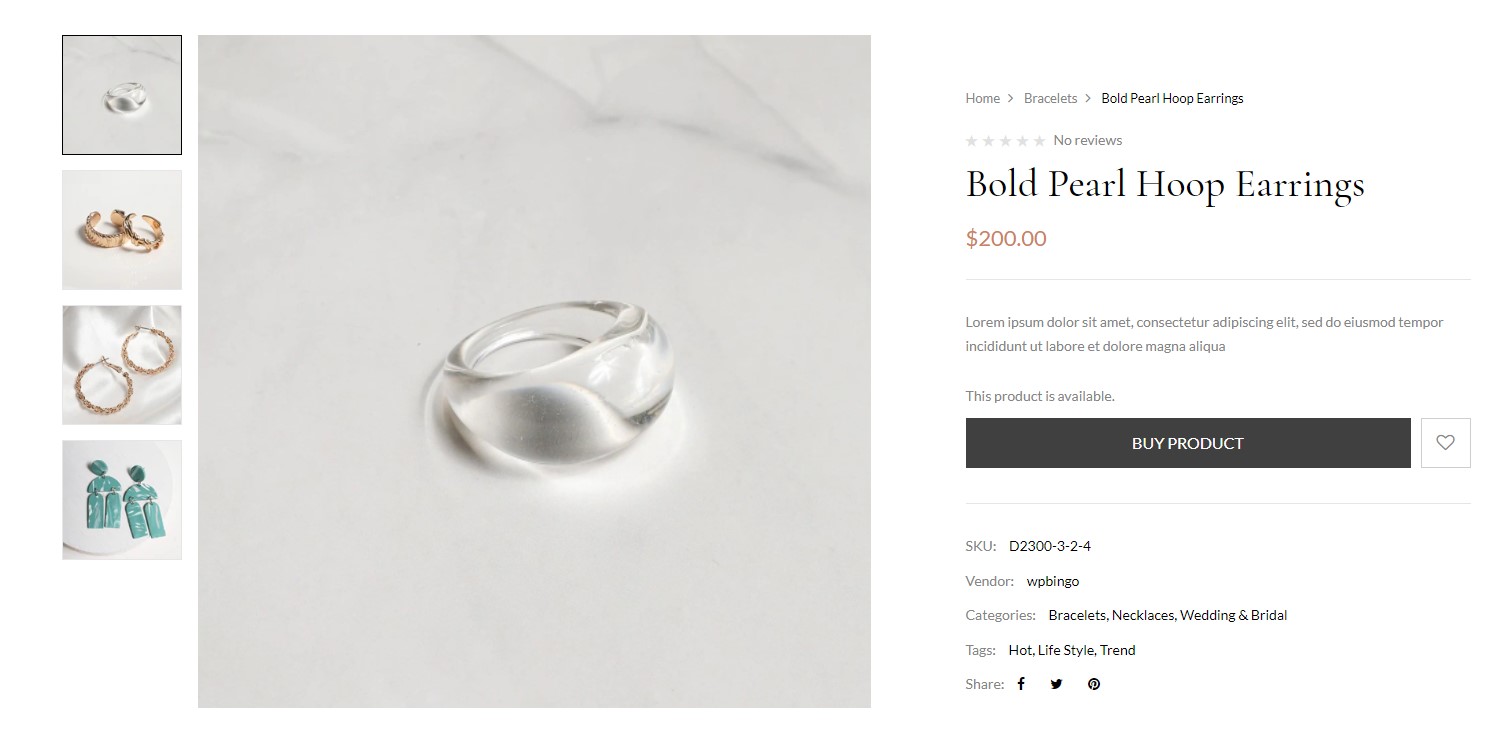 Home > Bracelets > Bold Pearl Hoop Earrings
No reviews
Bold Pearl Hoop Earrings
$200.00
Lorem ipsum dolor sit amet, consectetur adipiscing elit, sed do eiusmod tempor
incididunt ut labore et dolore magna aliqua
This product is available.
BUY PRODUCT
SKU: D2300-3-2-4
Vendor: wpbingo
Categories: Bracelets, Necklaces, Wedding & Bridal
Tags: Hot, Life Style, Trend
Share: